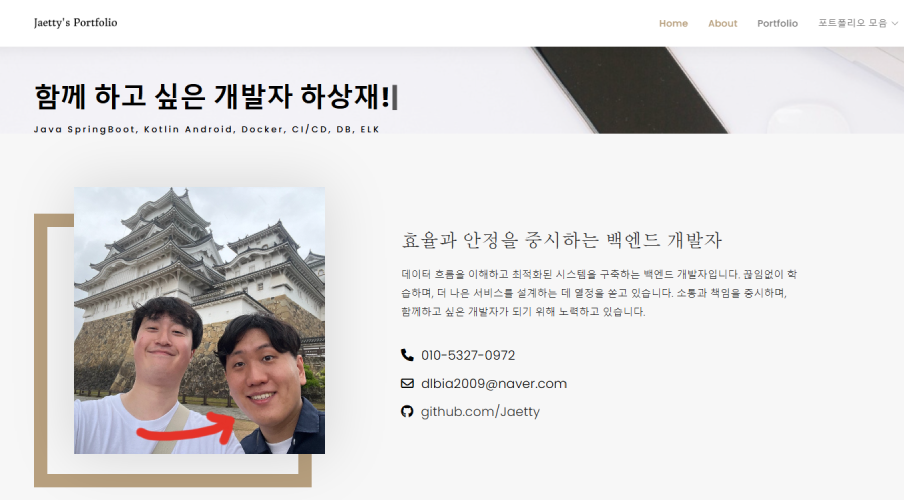 Jaetty's Portfolio
Home About Portfolio 포트폴리오 모음
함께 하고 싶은 개발자 하상재!
Java SpringBoot, Kotlin Android, Docker, CI/CD, DB, ELK
효율과 안정을 중시하는 백엔드 개발자
데이터 흐름을 이해하고 최적화된 시스템을 구축하는 백엔드 개발자입니다. 끊임없이 학
습하며, 더 나은 서비스를 설계하는 데 열정을 쏟고 있습니다. 소통과 책임을 중시하며,
함께하고 싶은 개발자가 되기 위해 노력하고 있습니다.
010-5327-0972
dlbia2009@naver.com
github.com/Jaetty